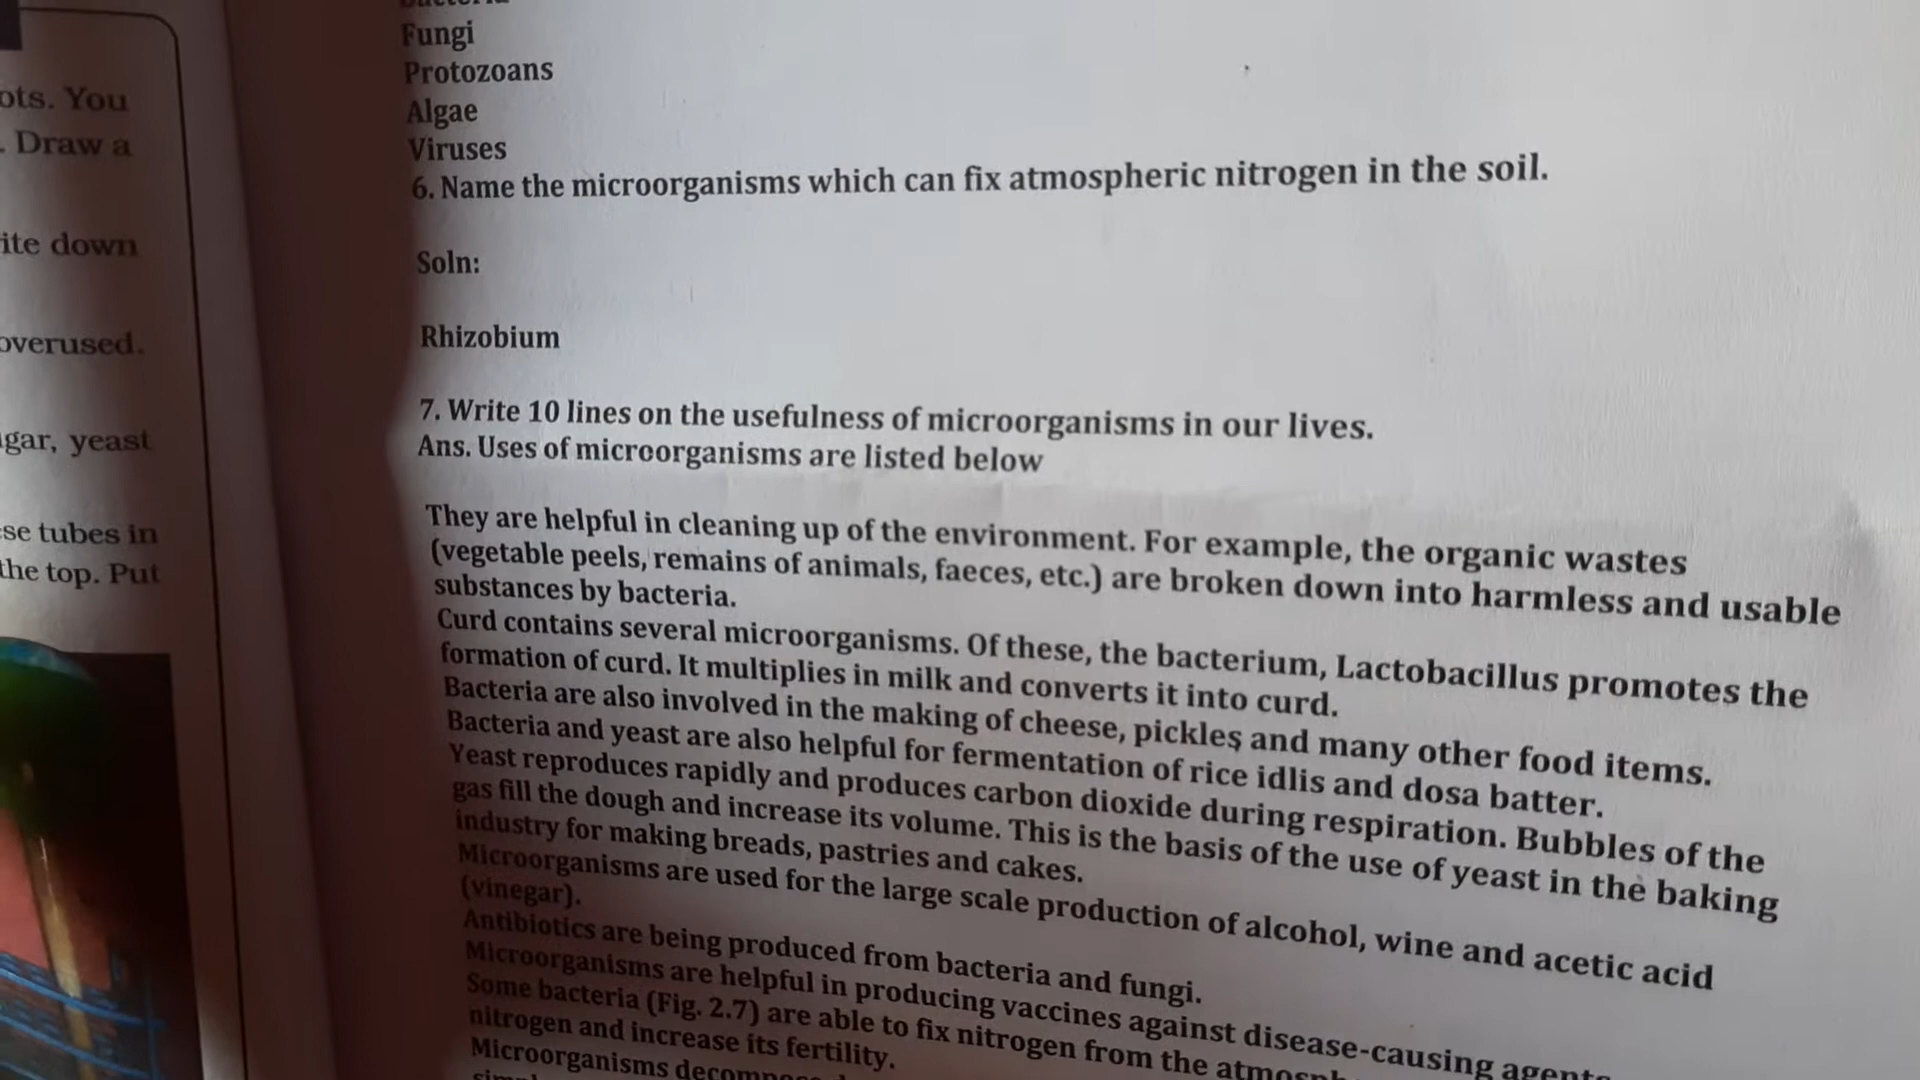 ots. You
. Draw a
ite down
overused.
gar, yeast
se tubes in
the top. Put
Fungi
Protozoans
Algae
Viruses
6. Name the microorganisms which can fix atmospheric nitrogen in the soil.
Soln:
Rhizobium
7. Write 10 lines on the usefulness of microorganisms in our lives.
Ans. Uses of microorganisms are listed below
They are helpful in cleaning up of the environment. For example, the organic wastes
(vegetable peels, remains of animals, faeces, etc.) are broken down into harmless and usable
substances by bacteria.
Curd contains several microorganisms. Of these, the bacterium, Lactobacillus promotes the
formation of curd. It multiplies in milk and converts it into curd.
Bacteria are also involved in the making of cheese, pickles and many other food items.
Bacteria and yeast are also helpful for fermentation of rice idlis and dosa batter.
Yeast reproduces rapidly and produces carbon dioxide during respiration. Bubbles of the
gas fill the dough and increase its volume. This is the basis of the use of yeast in the baking
industry for making breads, pastries and cakes.
Microorganisms are used for the large scale production of alcohol, wine and acetic acid
(vinegar).
Antibiotics are being produced from bacteria and fungi.
Microorganisms are helpful in producing vaccines against disease-causing agents
Some bacteria (Fig. 2.7) are able to fix nitrogen from the
nitrogen and increase its fertility.
Microorganisms